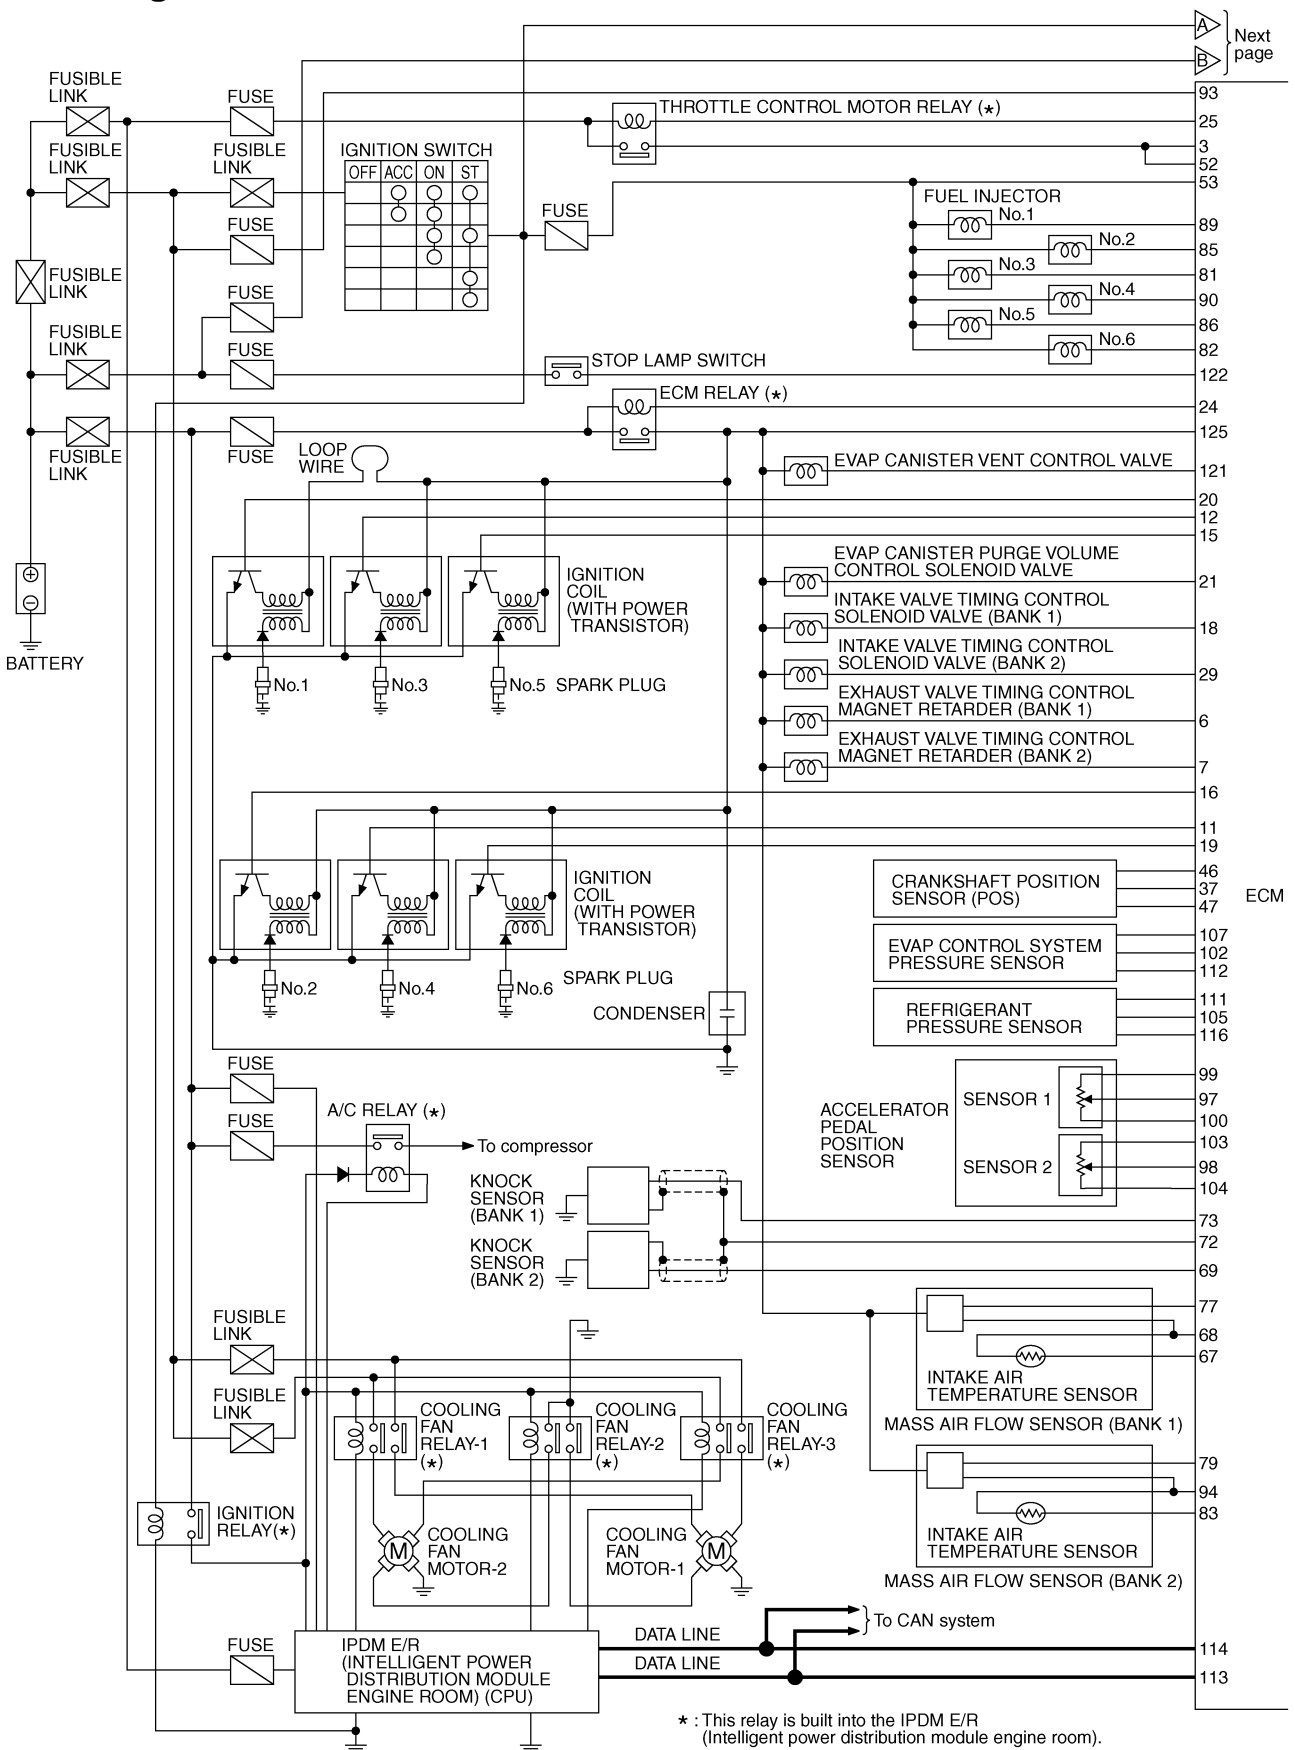 A
B
Next
page
FUSIBLE
LINK
FUSE
93
THROTTLE CONTROL MOTOR RELAY (*)
25
3
52
FUSIBLE
LINK
FUSIBLE
LINK
IGNITION SWITCH
OFF ACC ON ST
53
FUSE
FUSE
FUEL INJECTOR
No.1
89
No.2
85
No.3
81
No.4
90
No.5
86
No.6
82
FUSIBLE
LINK
FUSE
FUSIBLE
LINK
FUSE
STOP LAMP SWITCH
122
ECM RELAY (*)
24
125
FUSIBLE
LINK
FUSE
LOOP
WIRE
EVAP CANISTER VENT CONTROL VALVE
121
20
12
15
BATTERY
IGNITION
COIL
(WITH POWER
TRANSISTOR)
EVAP CANISTER PURGE VOLUME
CONTROL SOLENOID VALVE
21
INTAKE VALVE TIMING CONTROL
SOLENOID VALVE (BANK 1)
18
INTAKE VALVE TIMING CONTROL
SOLENOID VALVE (BANK 2)
29
No.1 No.3 No.5 SPARK PLUG
EXHAUST VALVE TIMING CONTROL
MAGNET RETARDER (BANK 1)
6
EXHAUST VALVE TIMING CONTROL
MAGNET RETARDER (BANK 2)
7
16
11
19
IGNITION
COIL
(WITH POWER
TRANSISTOR)
CRANKSHAFT POSITION
SENSOR (POS)
46
37
47
ECM
EVAP CONTROL SYSTEM
PRESSURE SENSOR
107
102
112
No.2 No.4 No.6 SPARK PLUG
CONDENSER
REFRIGERANT
PRESSURE SENSOR
111
105
116
FUSE
FUSE
A/C RELAY (*)
To compressor
ACCELERATOR
PEDAL
POSITION
SENSOR
SENSOR 1
99
97
100
SENSOR 2
103
98
104
KNOCK
SENSOR
(BANK 1)
73
72
KNOCK
SENSOR
(BANK 2)
69
77
68
67
INTAKE AIR
TEMPERATURE SENSOR
MASS AIR FLOW SENSOR (BANK 1)
FUSIBLE
LINK
FUSIBLE
LINK
COOLING
FAN
RELAY-1
(*)
COOLING
FAN
RELAY-2
(*)
COOLING
FAN
RELAY-3
(*)
79
94
83
INTAKE AIR
TEMPERATURE SENSOR
MASS AIR FLOW SENSOR (BANK 2)
IGNITION
RELAY(*)
M
COOLING
FAN
MOTOR-2
COOLING
FAN
MOTOR-1
M
To CAN system
FUSE
IPDM E/R
(INTELLIGENT POWER
DISTRIBUTION MODULE
ENGINE ROOM) (CPU)
DATA LINE
114
DATA LINE
113
* : This relay is built into the IPDM E/R
(Intelligent power distribution module engine room).